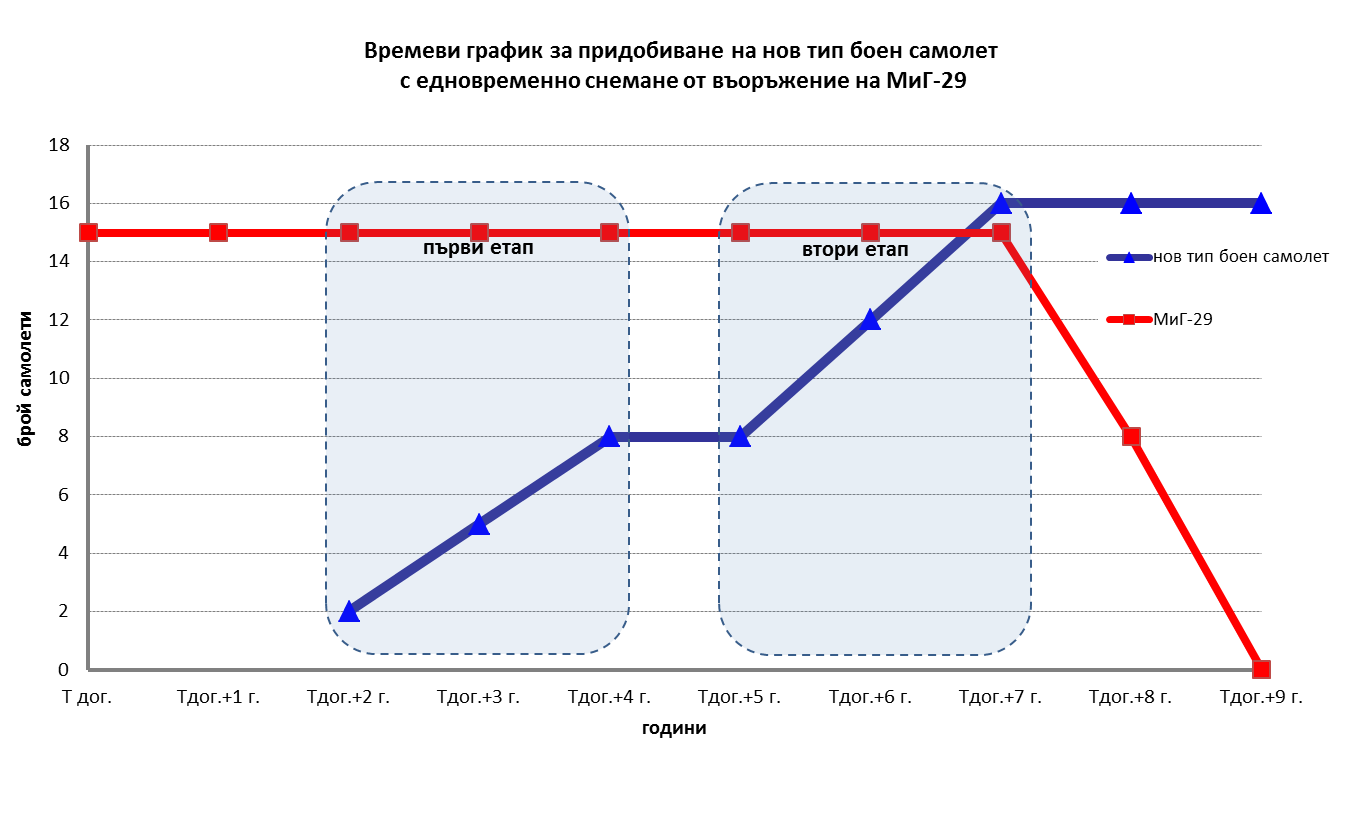 Времеви график за придобиване на нов тип боен самолет
с едновременно снемане от въоръжение на МиГ-29
18
16
14
12
10
8
6
4
2
0
брой самолети
първи етап
втори етап
нов тип боен самолет
МиГ-29
Т дог.
Тдог.+1 г.
Тдог.+2 г.
Тдог.+3 г.
Тдог.+4 г.
Тдог.+5 г.
Тдог.+6 г.
Тдог.+7 г.
Тдог.+8 г.
Тдог.+9 г.
години